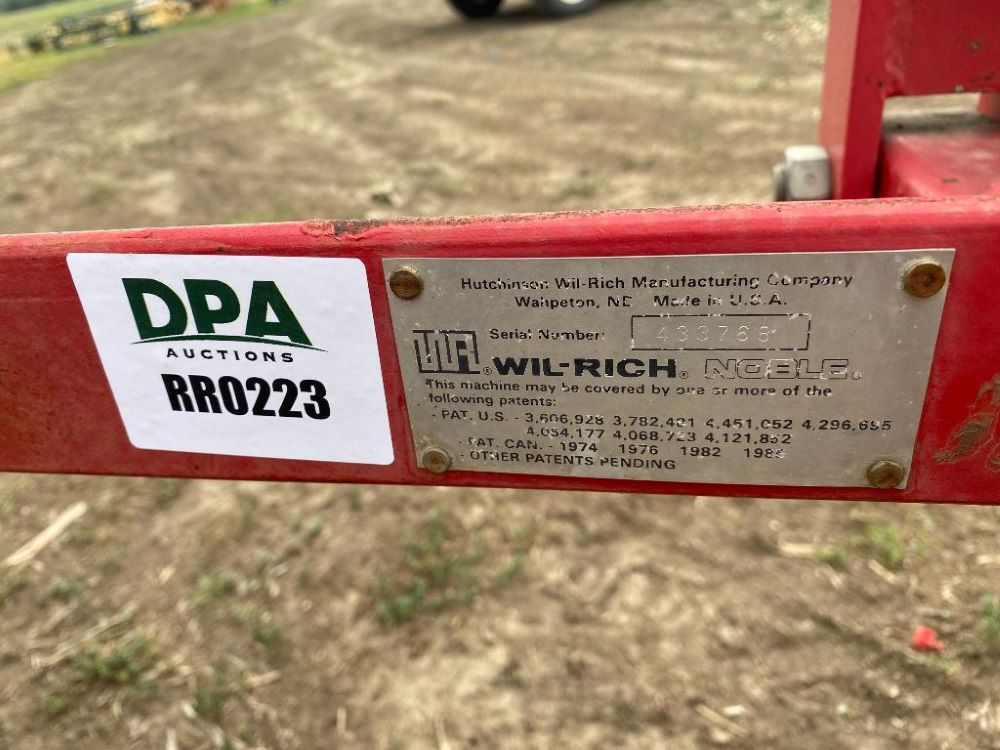 DPA
AUCTIONS
RR0223
Hutchinson Wil-Rich Manufacturing Company
Wahpeton, ND Made in U.S.A.
Serial Number: 433768
WR WIL-RICH® NOBLE®
This machine may be covered by one or more of the
following patents:
- PAT. U.S. - 3,606,928 3,782,481 4,451,052 4,296,695
4,054,177 4,068,723 4,121,852
- PAT. CAN. - 1974 1976 1982 1986
- OTHER PATENTS PENDING